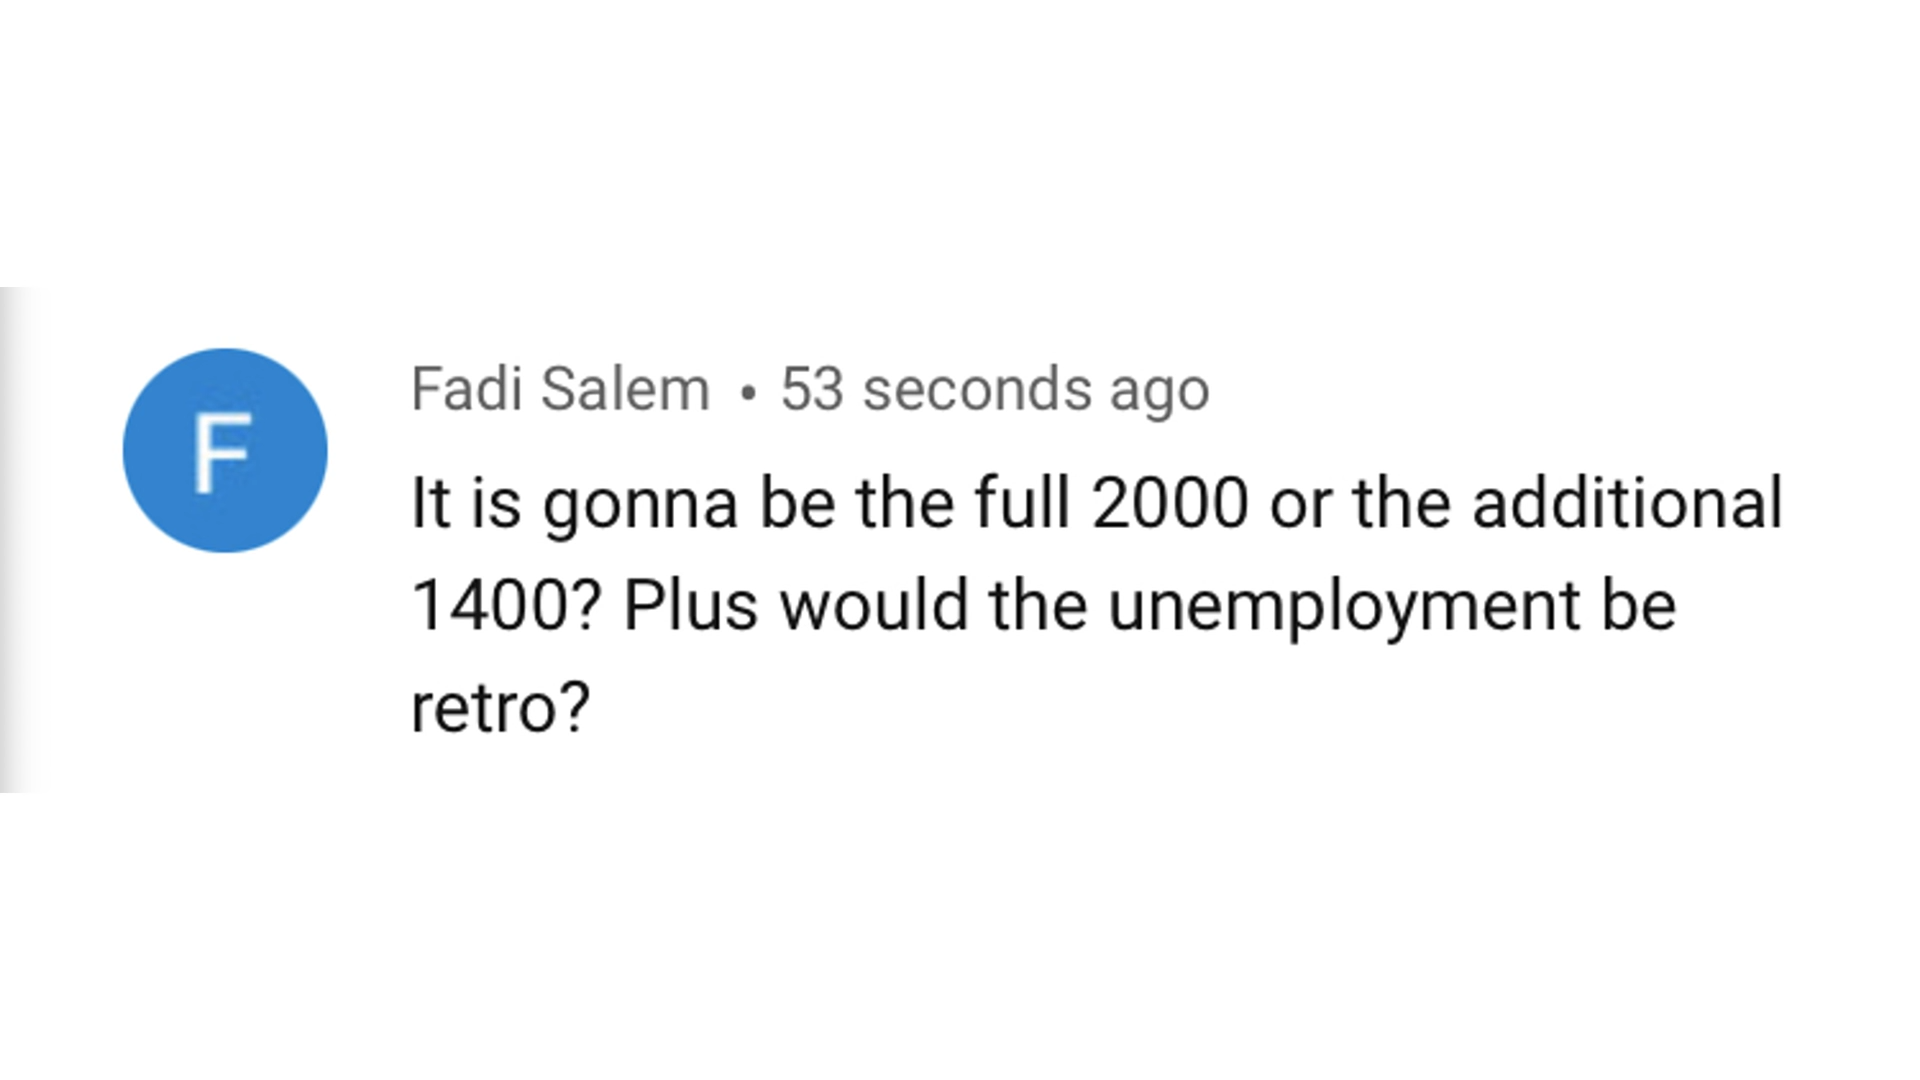 F
Fadi Salem • 53 seconds ago
It is gonna be the full 2000 or the additional
1400? Plus would the unemployment be
retro?